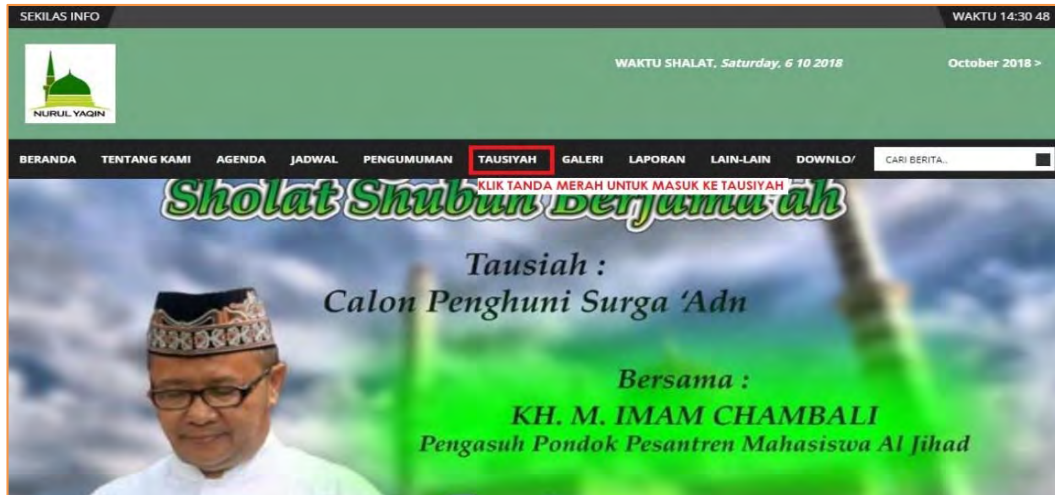 SEKILAS INFO
WAKTU 14:30 48
NURUL YAQIN
WAKTU SHALAT, Saturday, 6 10 2018
October 2018 >
BERANDA TENTANG KAMI AGENDA JADWAL PENGUMUMAN TAUSIYAH GALERI LAPORAN LAIN-LAIN DOWNLO/ CARI BERITA..
KLIK TANDA MERAH UNTUK MASUK KE TAUSIYAH
Sholat Shubuh Berjama'ah
Tausiah :
Calon Penghuni Surga 'Adn
Bersama :
KH. M. IMAM CHAMBALI
Pengasuh Pondok Pesantren Mahasiswa Al Jihad